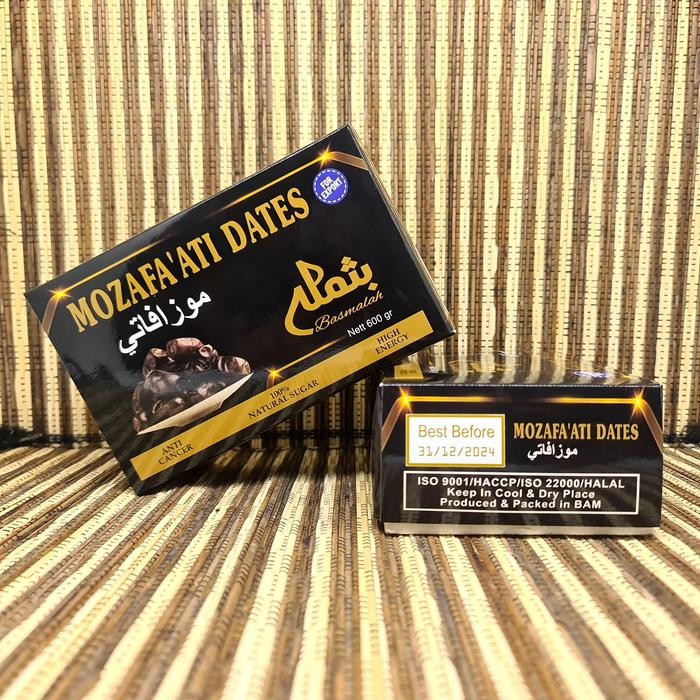 FOR
EXPORT
MOZAFA'ATI DATES
موزافاتي
بثمله
Basmalah
Nett 600 gr
ANTI
CANCER
100%
NATURAL SUGAR
HIGH
ENERGY
Best Before
31/12/2024
MOZAFA'ATI DATES
موزافاتي
ISO 9001/HACCP/ISO 22000/HALAL
Keep In Cool & Dry Place
Produced & Packed in BAM